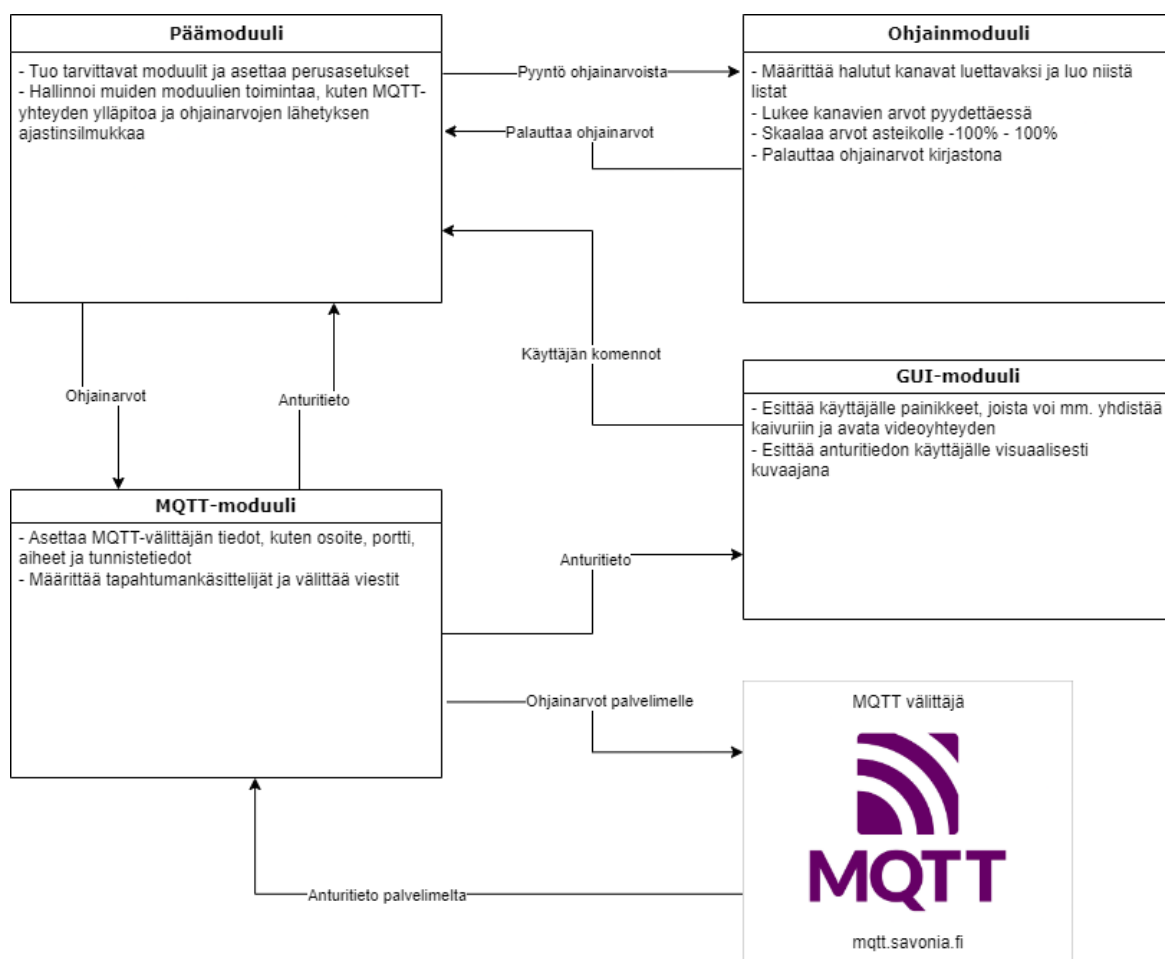 Päämoduuli
- Tuo tarvittavat moduulit ja asettaa perusasetukset
- Hallinnoi muiden moduulien toimintaa, kuten MQTT-
yhteyden ylläpitoa ja ohjainarvojen lähetyksen
ajastinsilmukkaa
Pyyntö ohjainarvoista
Palauttaa ohjainarvot
Ohjainmoduuli
- Määrittää halutut kanavat luettavaksi ja luo niistä
listat
- Lukee kanavien arvot pyydettäessä
- Skaalaa arvot asteikolle -100% - 100%
- Palauttaa ohjainarvot kirjastona
Käyttäjän komennot
Ohjainarvot
Anturitieto
GUI-moduuli
- Esittää käyttäjälle painikkeet, joista voi mm. yhdistää
kaivuriin ja avata videoyhteyden
- Esittää anturitiedon käyttäjälle visuaalisesti
kuvaajana
MQTT-moduuli
- Asettaa MQTT-välittäjän tiedot, kuten osoite, portti,
aiheet ja tunnistetiedot
- Määrittää tapahtumankäsittelijät ja välittää viestit
Anturitieto
Ohjainarvot palvelimelle
MQTT välittäjä
MQTT
mqtt.savonia.fi
Anturitieto palvelimelta